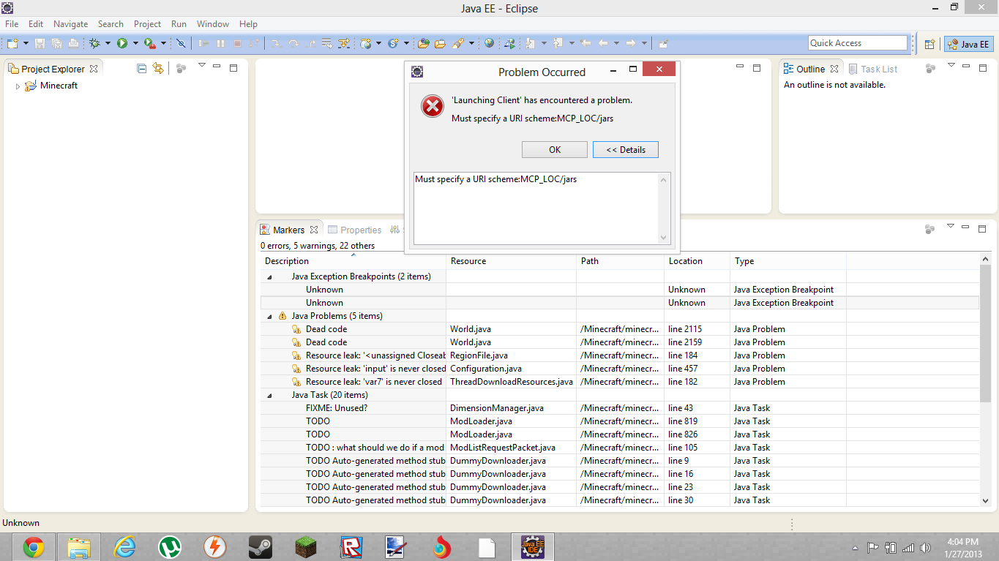 Java EE - Eclipse
File Edit Navigate Search Project Run Window Help
Quick Access
Java EE
Project Explorer
Minecraft
Problem Occurred
'Launching Client' has encountered a problem.
Must specify a URI scheme:MCP_LOC/jars
OK
<< Details
Must specify a URI scheme:MCP_LOC/jars
Outline Task List
An outline is not available.
Markers Properties
0 errors, 5 warnings, 22 others
Description Resource Path Location Type
Java Exception Breakpoints (2 items)
Unknown Unknown Java Exception Breakpoint
Unknown Unknown Java Exception Breakpoint
Java Problems (5 items)
Dead code World.java /Minecraft/minecr... line 2115 Java Problem
Dead code World.java /Minecraft/minecr... line 2159 Java Problem
Resource leak: '<unassigned Closeab RegionFile.java /Minecraft/minecr... line 184 Java Problem
Resource leak: 'input' is never closed Configuration.java /Minecraft/minecr... line 457 Java Problem
Resource leak: 'var7' is never closed ThreadDownloadResources.java /Minecraft/minecr... line 182 Java Problem
Java Task (20 items)
FIXME: Unused? DimensionManager.java /Minecraft/minecr... line 43 Java Task
TODO ModLoader.java /Minecraft/minecr... line 819 Java Task
TODO ModLoader.java /Minecraft/minecr... line 826 Java Task
TODO : what should we do if a mod ModListRequestPacket.java /Minecraft/minecr... line 105 Java Task
TODO Auto-generated method stub DummyDownloader.java /Minecraft/minecr... line 9 Java Task
TODO Auto-generated method stub DummyDownloader.java /Minecraft/minecr... line 16 Java Task
TODO Auto-generated method stub DummyDownloader.java /Minecraft/minecr... line 23 Java Task
TODO Auto-generated method stub DummyDownloader.java /Minecraft/minecr... line 30 Java Task
Unknown
Java EE
IDE
4:04 PM
1/27/2013